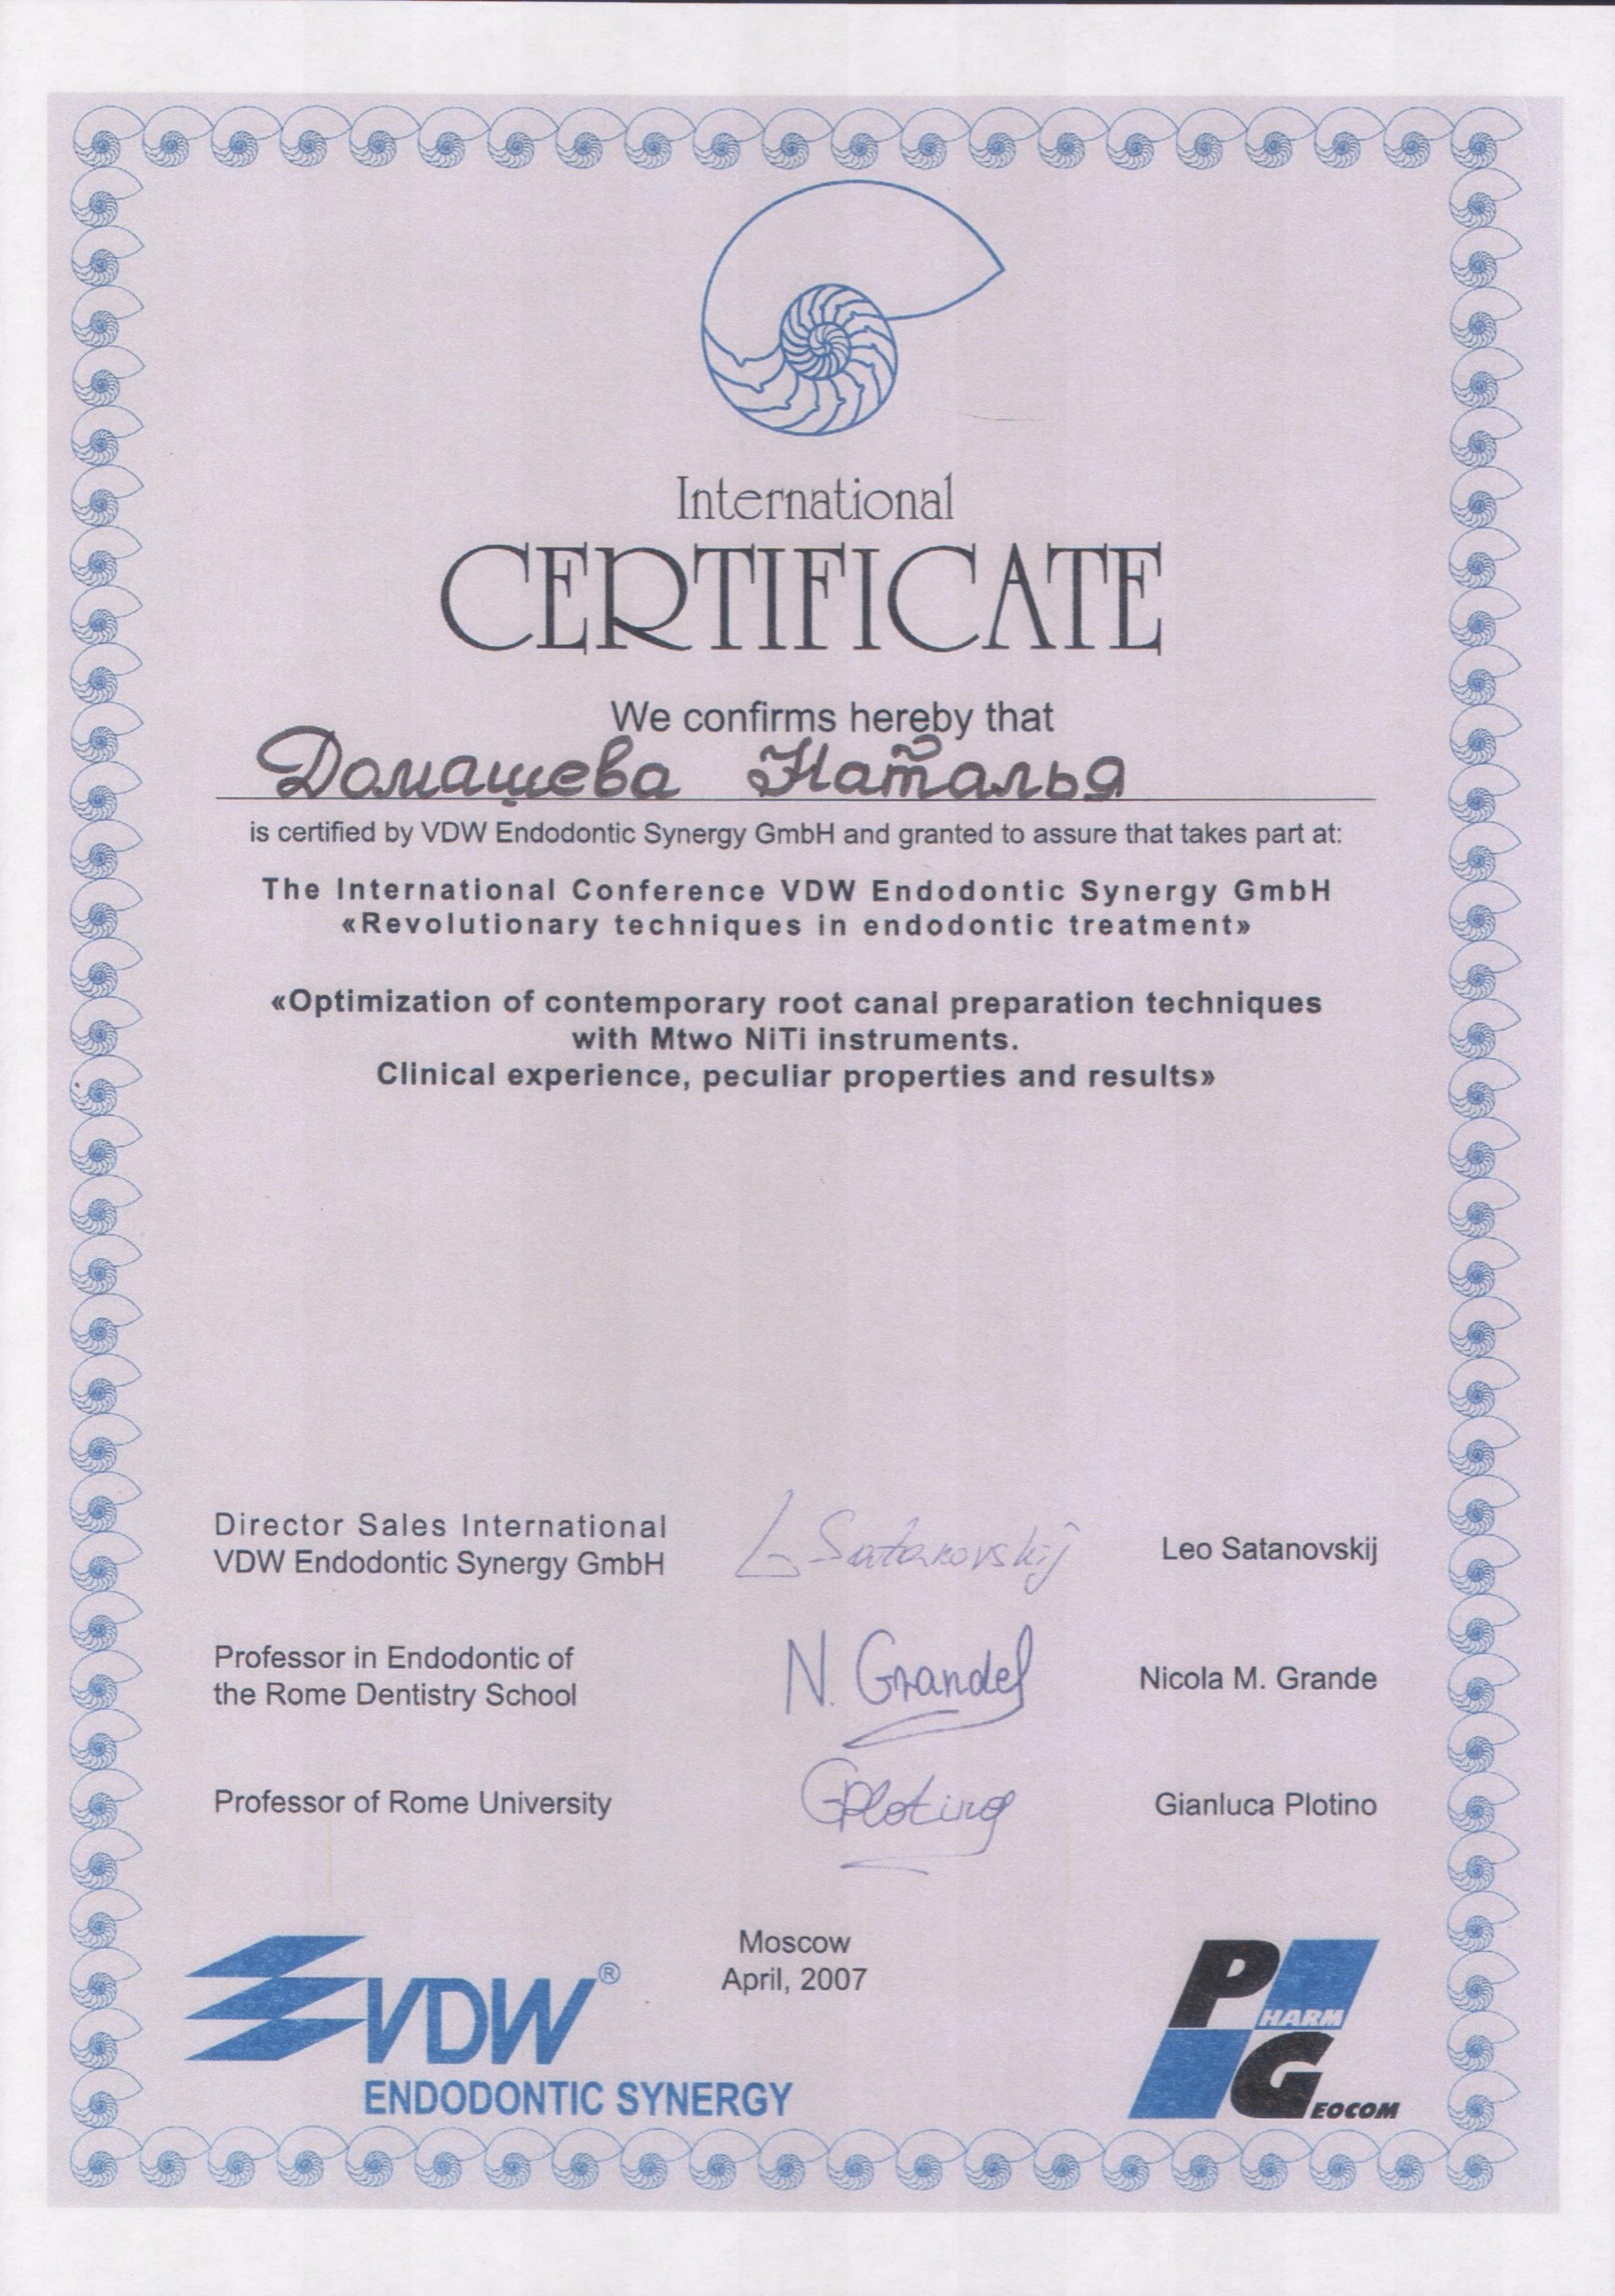 International
CERTIFICATE
We confirms hereby that
Домашева Наталья
is certified by VDW Endodontic Synergy GmbH and granted to assure that takes part at:
The International Conference VDW Endodontic Synergy GmbH
«Revolutionary techniques in endodontic treatment»
«Optimization of contemporary root canal preparation techniques
with Mtwo NiTi instruments.
Clinical experience, peculiar properties and results»
Director Sales International
VDW Endodontic Synergy GmbH
L Satanovskij
Leo Satanovskij
Professor in Endodontic of
the Rome Dentistry School
N. Grande
Nicola M. Grande
Professor of Rome University
GPlotino
Gianluca Plotino
Moscow
April, 2007
VDW®
ENDODONTIC SYNERGY
PHARM
GEOCOM